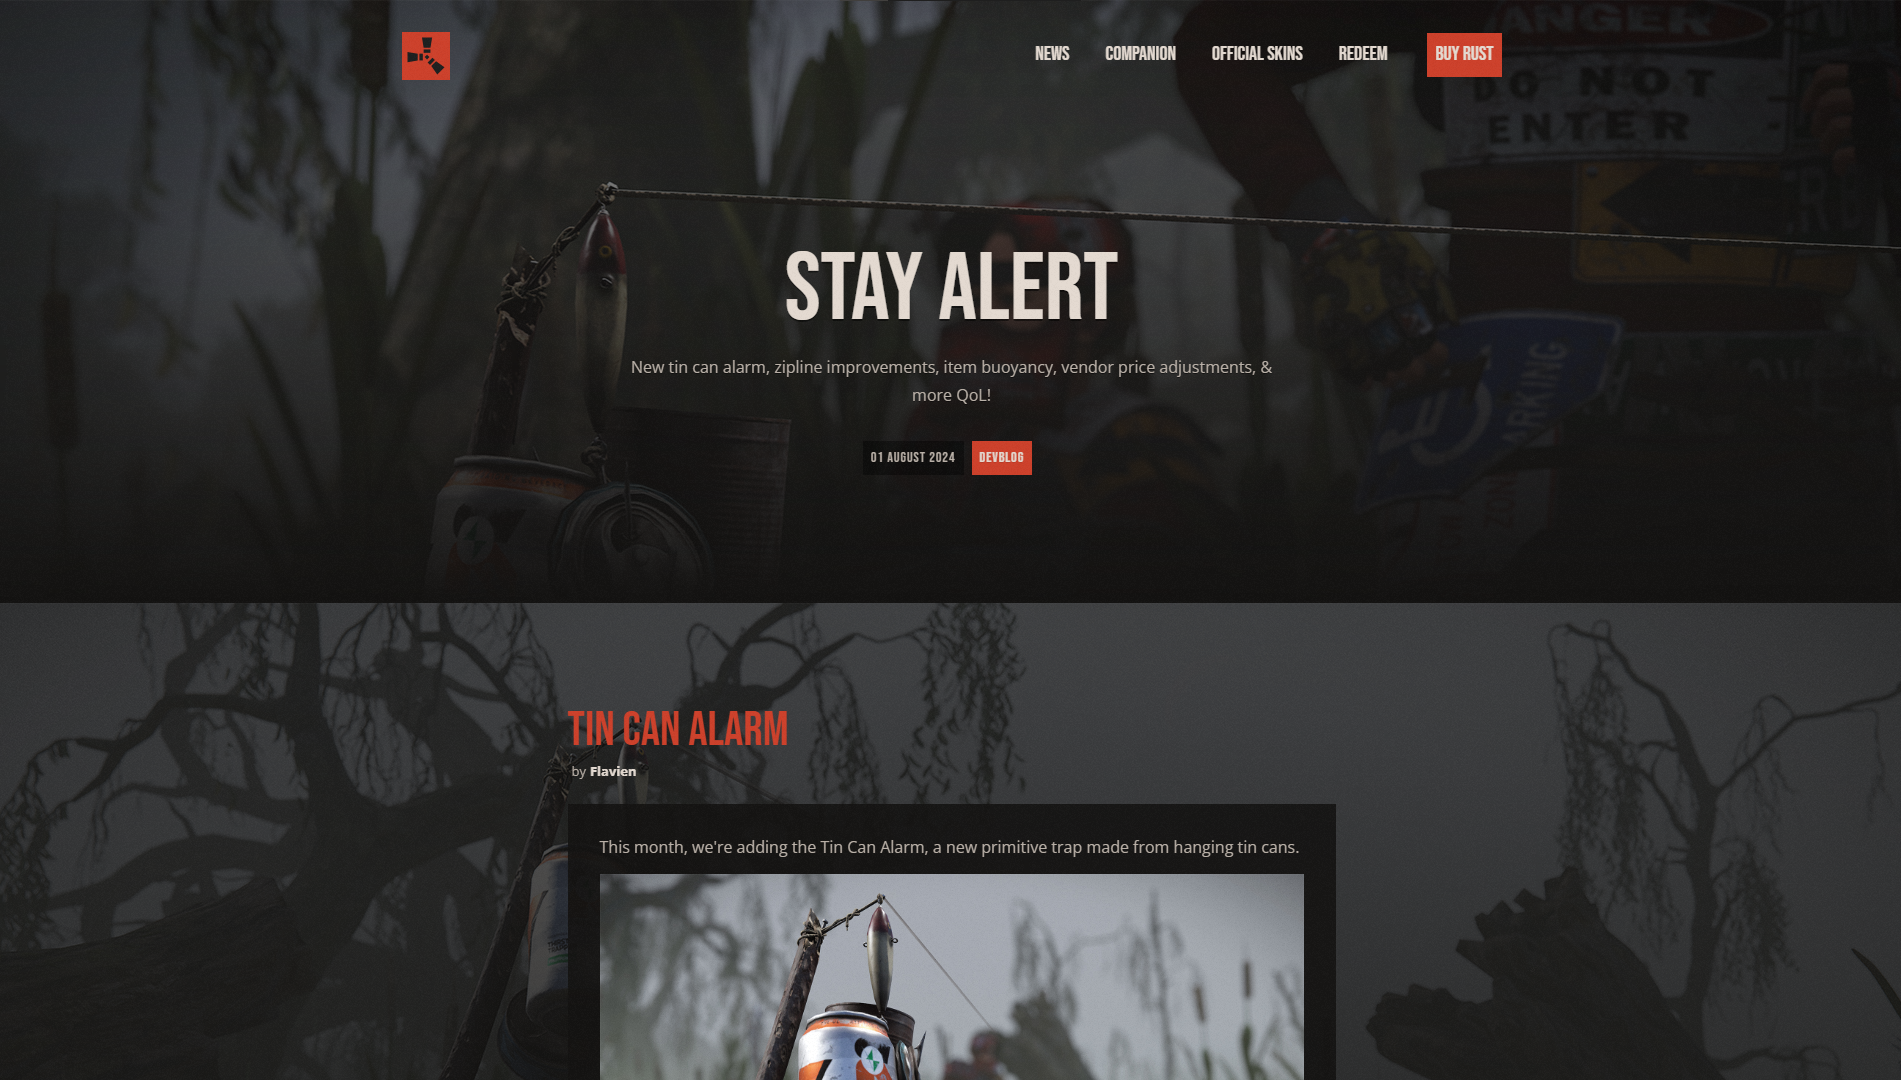 NEWS COMPANION OFFICIAL SKINS REDEEM BUY RUST
ANGER
DO NOT
ENTER
STAY ALERT
New tin can alarm, zipline improvements, item buoyancy, vendor price adjustments, &
more QoL!
ARKING
01 AUGUST 2024 DEVBLOG
TIN CAN ALARM
by Flavien
This month, we're adding the Tin Can Alarm, a new primitive trap made from hanging tin cans.